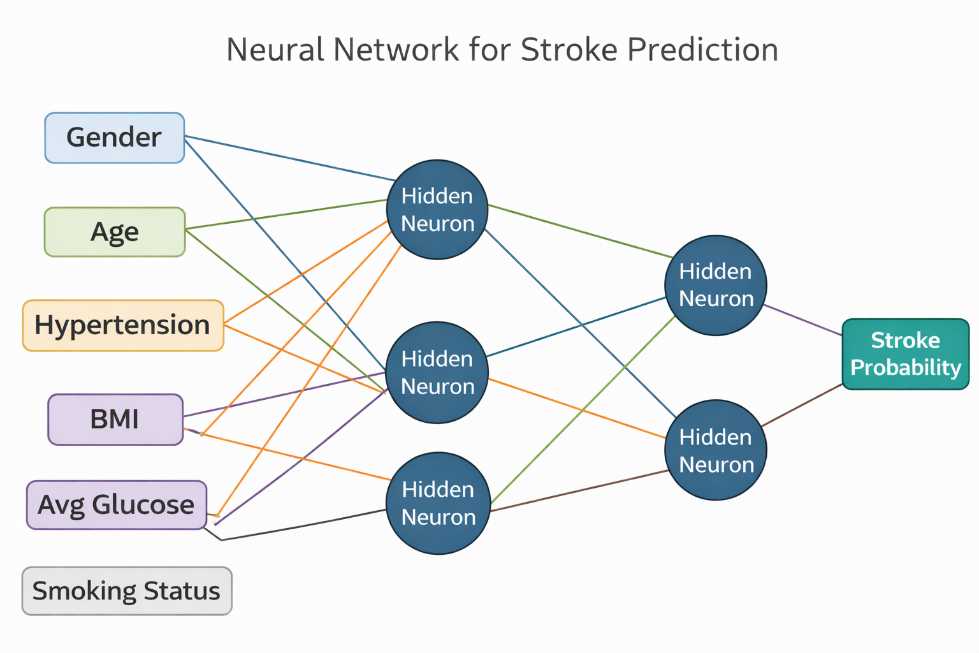 Neural Network for Stroke Prediction
Gender
Age
Hypertension
BMI
Avg Glucose
Smoking Status
Hidden
Neuron
Hidden
Neuron
Hidden
Neuron
Hidden
Neuron
Hidden
Neuron
Stroke
Probability